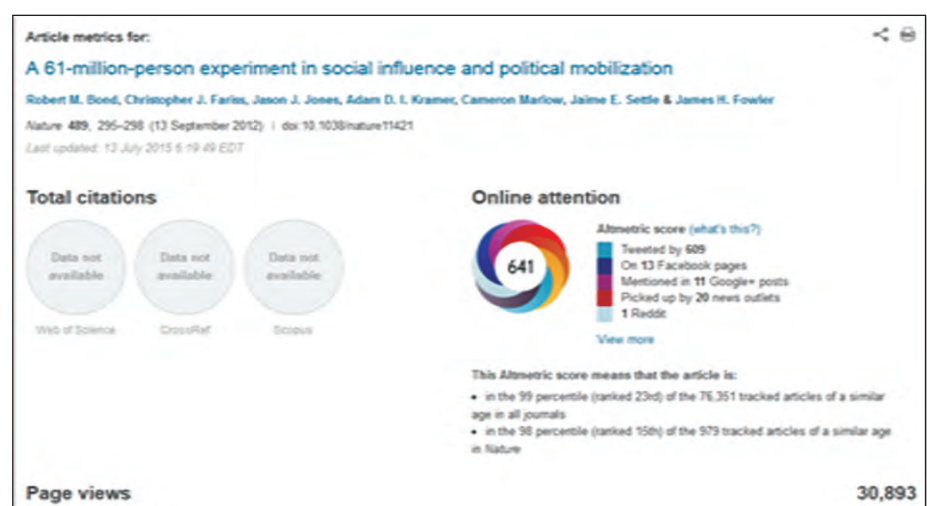 Article metrics for:
A 61-million-person experiment in social influence and political mobilization
Robert M. Bond, Christopher J. Fariss, Jason J. Jones, Adam D. I. Kramer, Cameron Marlow, Jaime E. Settle & James H. Fowler
Nature 489, 295–298 (13 September 2012) | doi:10.1038/nature11421
Last updated: 13 July 2015 6:19:49 EDT
Total citations
Data not
available
Web of Science
Data not
available
CrossRef
Data not
available
Scopus
Online attention
641
Altmetric score (what's this?)
Tweeted by 609
On 13 Facebook pages
Mentioned in 11 Google+ posts
Picked up by 20 news outlets
1 Reddit
View more
This Altmetric score means that the article is:
• in the 99 percentile (ranked 23rd) of the 76,351 tracked articles of a similar
age in all journals
• in the 98 percentile (ranked 15th) of the 979 tracked articles of a similar age
in Nature
Page views
30,893